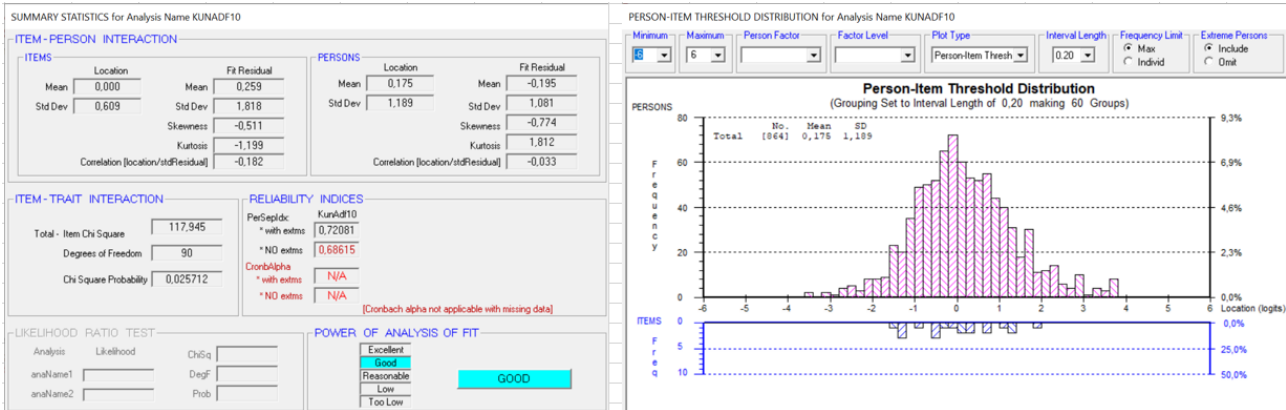 SUMMARY STATISTICS for Analysis Name KUNADF10
ITEM-PERSON INTERACTION
ITEMS
Location
Fit Residual
Mean 0,000 Mean 0,259
Std Dev 0,609 Std Dev 1,818
Skewness -0,511
Kurtosis -1,199
Correlation [location/stdResidual] -0,182
PERSONS
Location
Fit Residual
Mean 0,175 Mean -0,195
Std Dev 1,189 Std Dev 1,081
Skewness -0,774
Kurtosis 1,812
Correlation [location/stdResidual] -0,033
ITEM-TRAIT INTERACTION
Total - Item Chi Square 117,945
Degrees of Freedom 90
Chi Square Probability 0,025712
RELIABILITY INDICES
PerSepIdx: KunAdf10
* with extms 0,72081
* NO extms 0,68615
CronbAlpha
* with extms N/A
* NO extms N/A
[Cronbach alpha not applicable with missing data]
LIKELIHOOD RATIO TEST
Analysis Likelihood
ChiSq
anaName1
DegF
anaName2
Prob
POWER OF ANALYSIS OF FIT
Excellent
Good
Reasonable
Low
Too Low
GOOD
PERSON-ITEM THRESHOLD DISTRIBUTION for Analysis Name KUNADF10
Minimum Maximum Person Factor Factor Level Plot Type Interval Length Frequency Limit Extreme Persons
-6 6 Person-Item Thresh 0.20 Max Include
Individ Omit
Person-Item Threshold Distribution
(Grouping Set to Interval Length of 0,20 making 60 Groups)
PERSONS
No. Mean SD
Total [864] 0,175 1,189
Frequency
80 9,3%
60 6,9%
40 4,6%
20 2,3%
0 0,0%
-6 -5 -4 -3 -2 -1 0 1 2 3 4 5 6 Location (logits)
ITEMS
Freq
0 0,0%
5 25,0%
10 50,0%